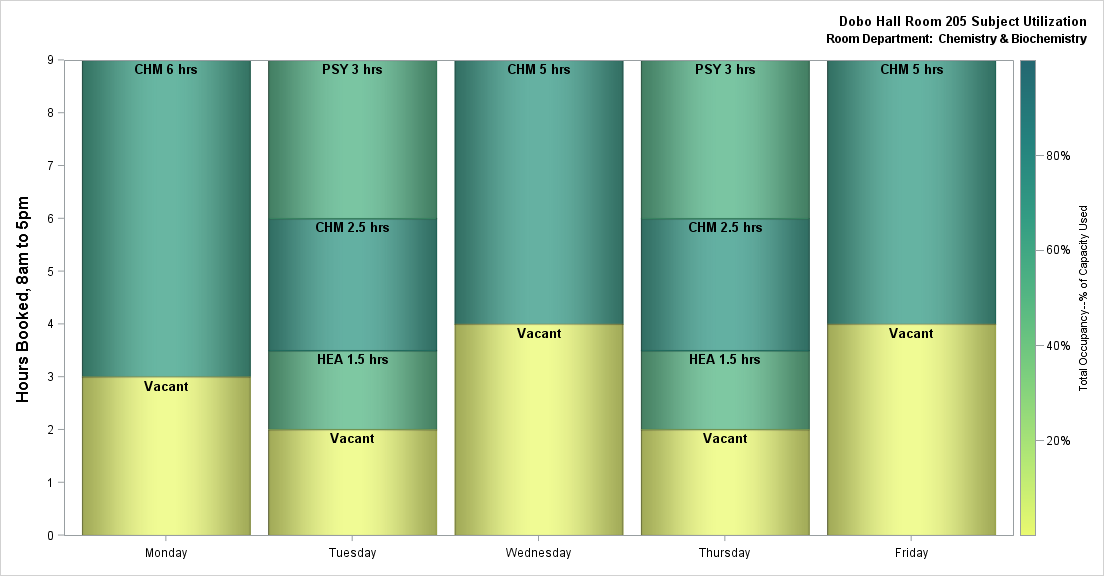 Dobo Hall Room 205 Subject Utilization
Room Department: Chemistry & Biochemistry
Hours Booked, 8am to 5pm
9
8
7
6
5
4
3
2
1
0
CHM 6 hrs
Vacant
PSY 3 hrs
CHM 2.5 hrs
HEA 1.5 hrs
Vacant
CHM 5 hrs
Vacant
PSY 3 hrs
CHM 2.5 hrs
HEA 1.5 hrs
Vacant
CHM 5 hrs
Vacant
Monday
Tuesday
Wednesday
Thursday
Friday
80%
60%
40%
20%
Total Occupancy--% of Capacity Used